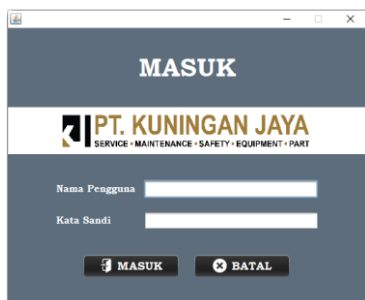 MASUK
PT. KUNINGAN JAYA
SERVICE • MAINTENANCE • SAFETY • EQUIPMENT • PART
Nama Pengguna
Kata Sandi
MASUK BATAL